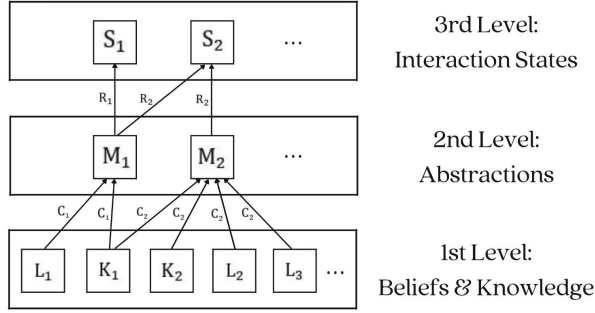 S₁ S₂ ...
3rd Level:
Interaction States
R₁ R₂ R₂
M₁ M₂ ...
2nd Level:
Abstractions
C₁ C₁ C₂ C₂ C₂ C₂
L₁ K₁ K₂ L₂ L₃ ...
1st Level:
Beliefs & Knowledge